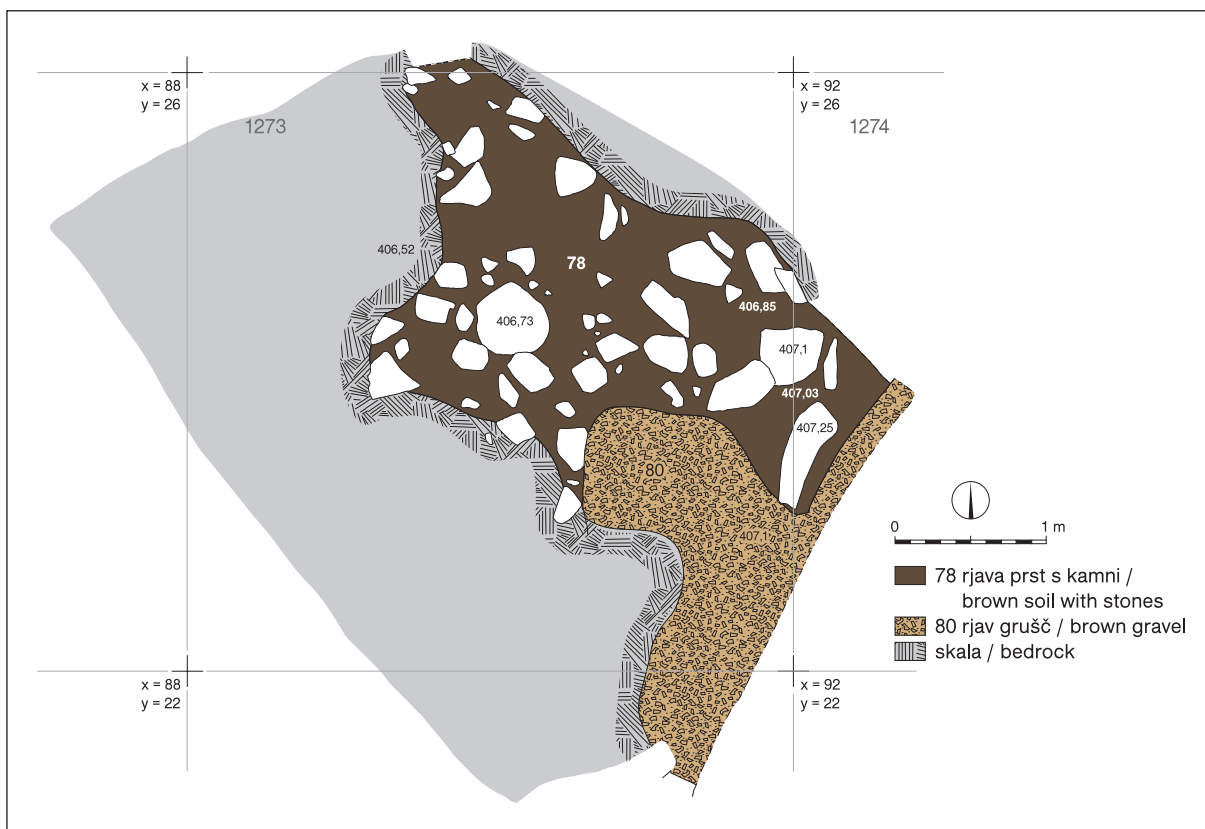 x = 88
y = 26
x = 92
y = 26
1273
1274
406,52
78
406,85
406,73
407,1
407,03
407,25
80
407,1
0
1 m
78 rjava prst s kamni /
brown soil with stones
80 rjav grušč / brown gravel
skala / bedrock
x = 88
y = 22
x = 92
y = 22